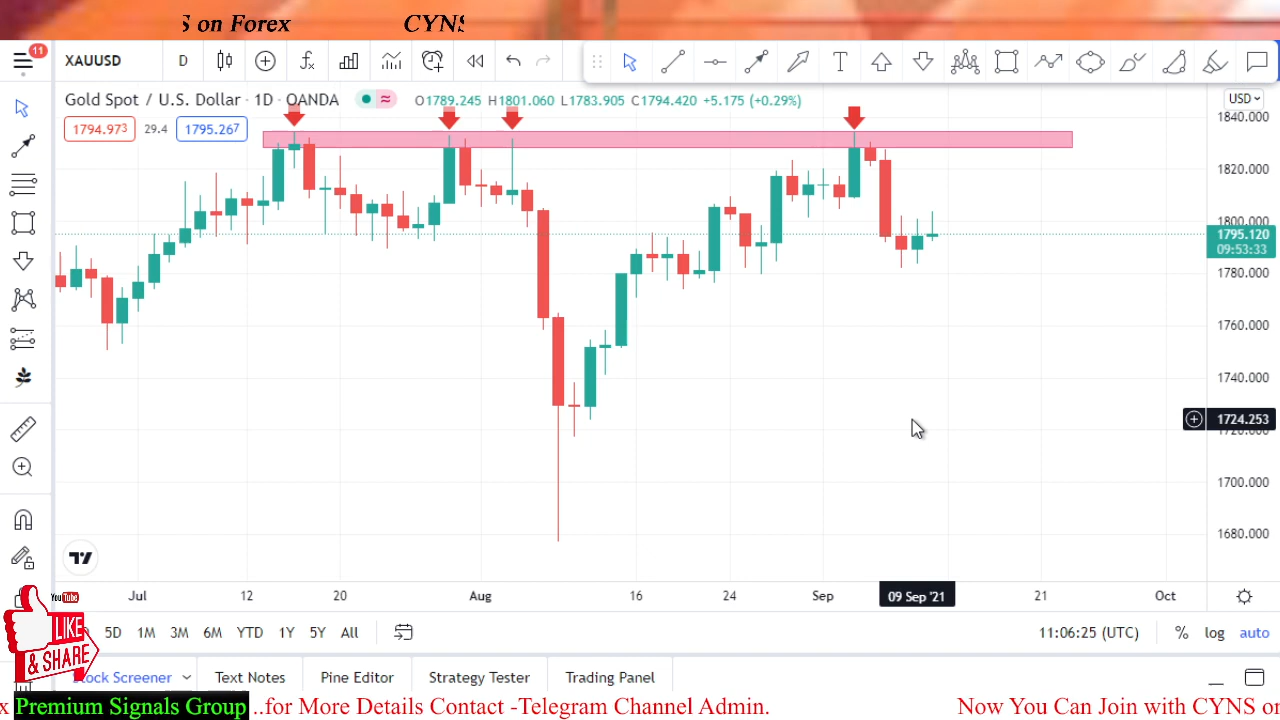 S on Forex CYNS
11 XAUUSD D
Gold Spot / U.S. Dollar · 1D · OANDA O1789.245 H1801.060 L1783.905 C1794.420 +5.175 (+0.29%) USD
1794.973 29.4 1795.267
1840.000
1820.000
1800.000
1795.120
09:53:33
1780.000
1760.000
1740.000
1724.253
1700.000
1680.000
Jul 12 20 Aug 16 24 Sep 09 Sep '21 21 Oct
YouTube
LIKE
& SHARE
5D 1M 3M 6M YTD 1Y 5Y All 11:06:25 (UTC) % log auto
Stock Screener Text Notes Pine Editor Strategy Tester Trading Panel
x Premium Signals Group ..for More Details Contact -Telegram Channel Admin. Now You Can Join with CYNS on